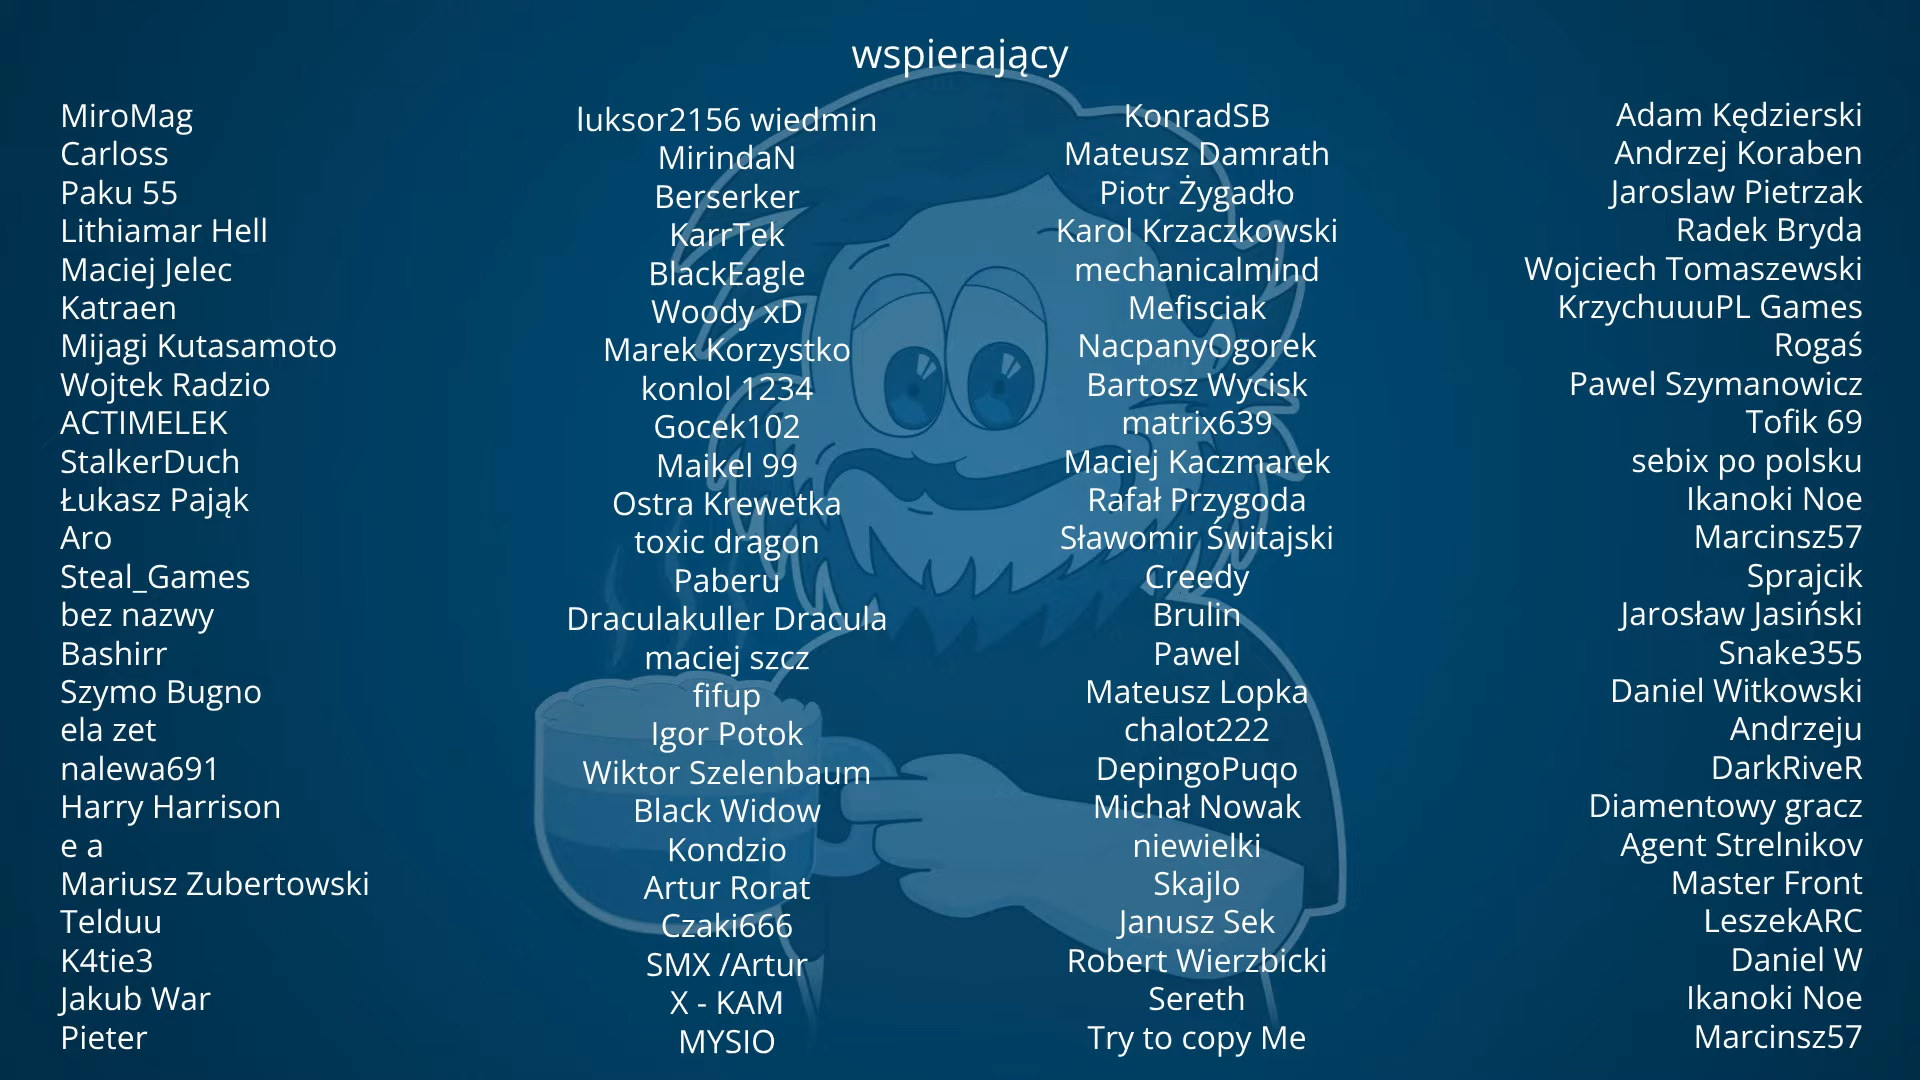 wspierający
MiroMag
Carloss
Paku 55
Lithiamar Hell
Maciej Jelec
Katraen
Mijagi Kutasamoto
Wojtek Radzio
ACTIMELEK
StalkerDuch
Łukasz Pająk
Aro
Steal_Games
bez nazwy
Bashirr
Szymo Bugno
ela zet
nalewa691
Harry Harrison
e a
Mariusz Zubertowski
Telduu
K4tie3
Jakub War
Pieter
luksor2156 wiedmin
MirindaN
Berserker
KarrTek
BlackEagle
Woody xD
Marek Korzystko
konlol 1234
Gocek102
Maikel 99
Ostra Krewetka
toxic dragon
Paberu
Draculakuller Dracula
maciej szcz
fifup
Igor Potok
Wiktor Szelenbaum
Black Widow
Kondzio
Artur Rorat
Czaki666
SMX /Artur
X - KAM
MYSIO
KonradSB
Mateusz Damrath
Piotr Żygadło
Karol Krzaczkowski
mechanicalmind
Mefisciak
NacpanyOgorek
Bartosz Wycisk
matrix639
Maciej Kaczmarek
Rafał Przygoda
Sławomir Świtajski
Creedy
Brulin
Pawel
Mateusz Lopka
chalot222
DepingoPuqo
Michał Nowak
niewielki
Skajlo
Janusz Sek
Robert Wierzbicki
Sereth
Try to copy Me
Adam Kędzierski
Andrzej Koraben
Jaroslaw Pietrzak
Radek Bryda
Wojciech Tomaszewski
KrzychuuuPL Games
Rogaś
Pawel Szymanowicz
Tofik 69
sebix po polsku
Ikanoki Noe
Marcinsz57
Sprajcik
Jarosław Jasiński
Snake355
Daniel Witkowski
Andrzeju
DarkRiveR
Diamentowy gracz
Agent Strelnikov
Master Front
LeszekARC
Daniel W
Ikanoki Noe
Marcinsz57